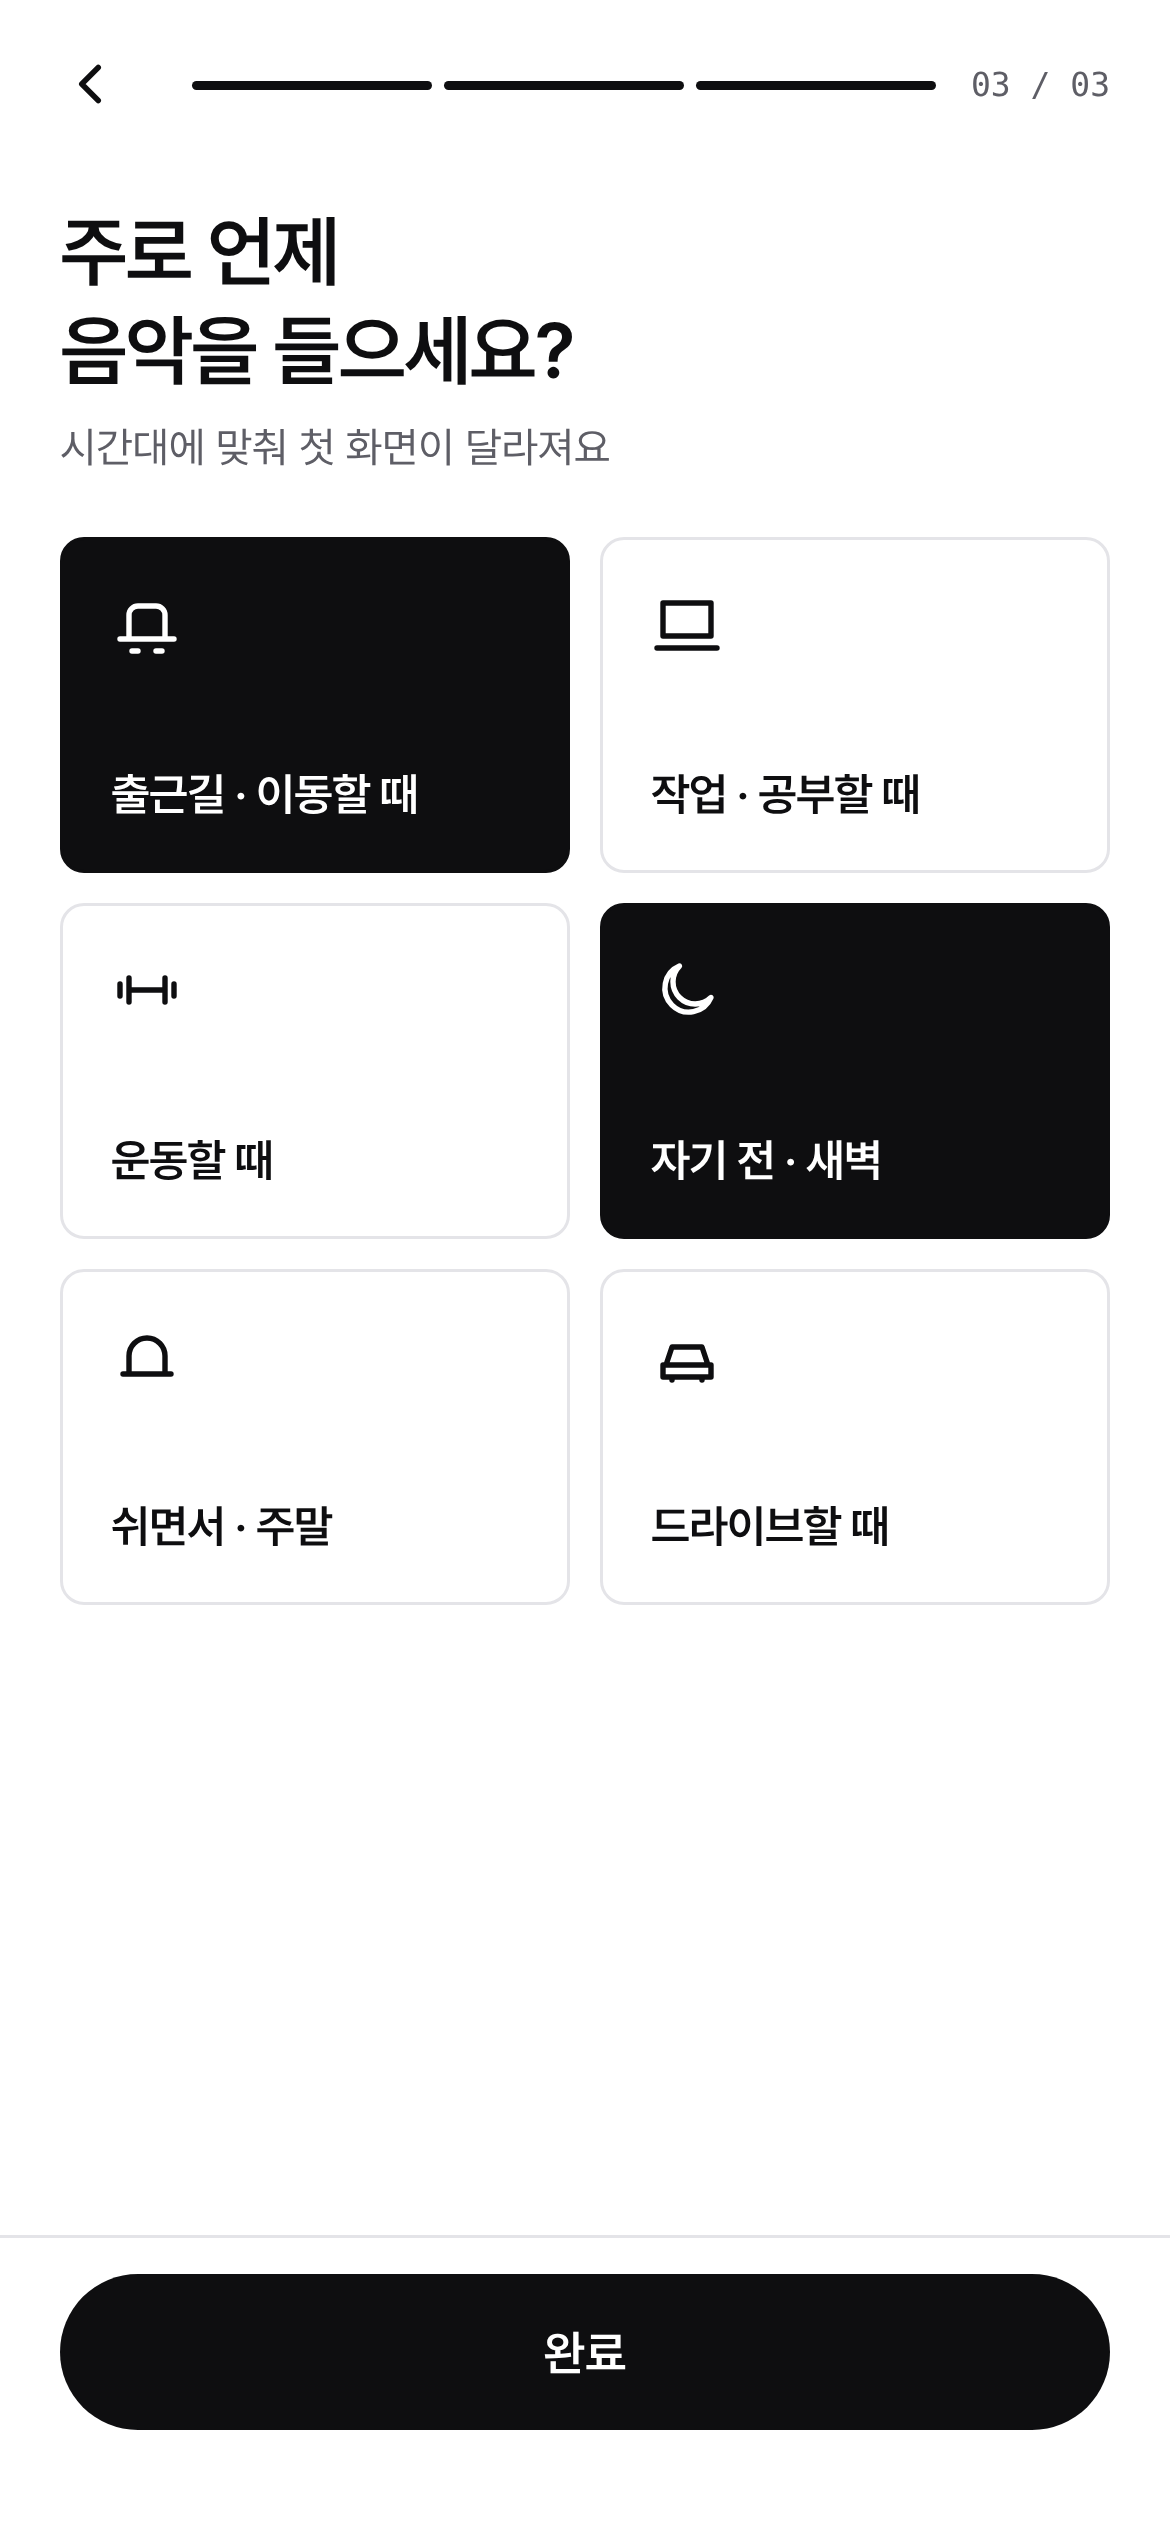 03 / 03
주로 언제
음악을 들으세요?
시간대에 맞춰 첫 화면이 달라져요
출근길 · 이동할 때
작업 · 공부할 때
운동할 때
자기 전 · 새벽
쉬면서 · 주말
드라이브할 때
완료